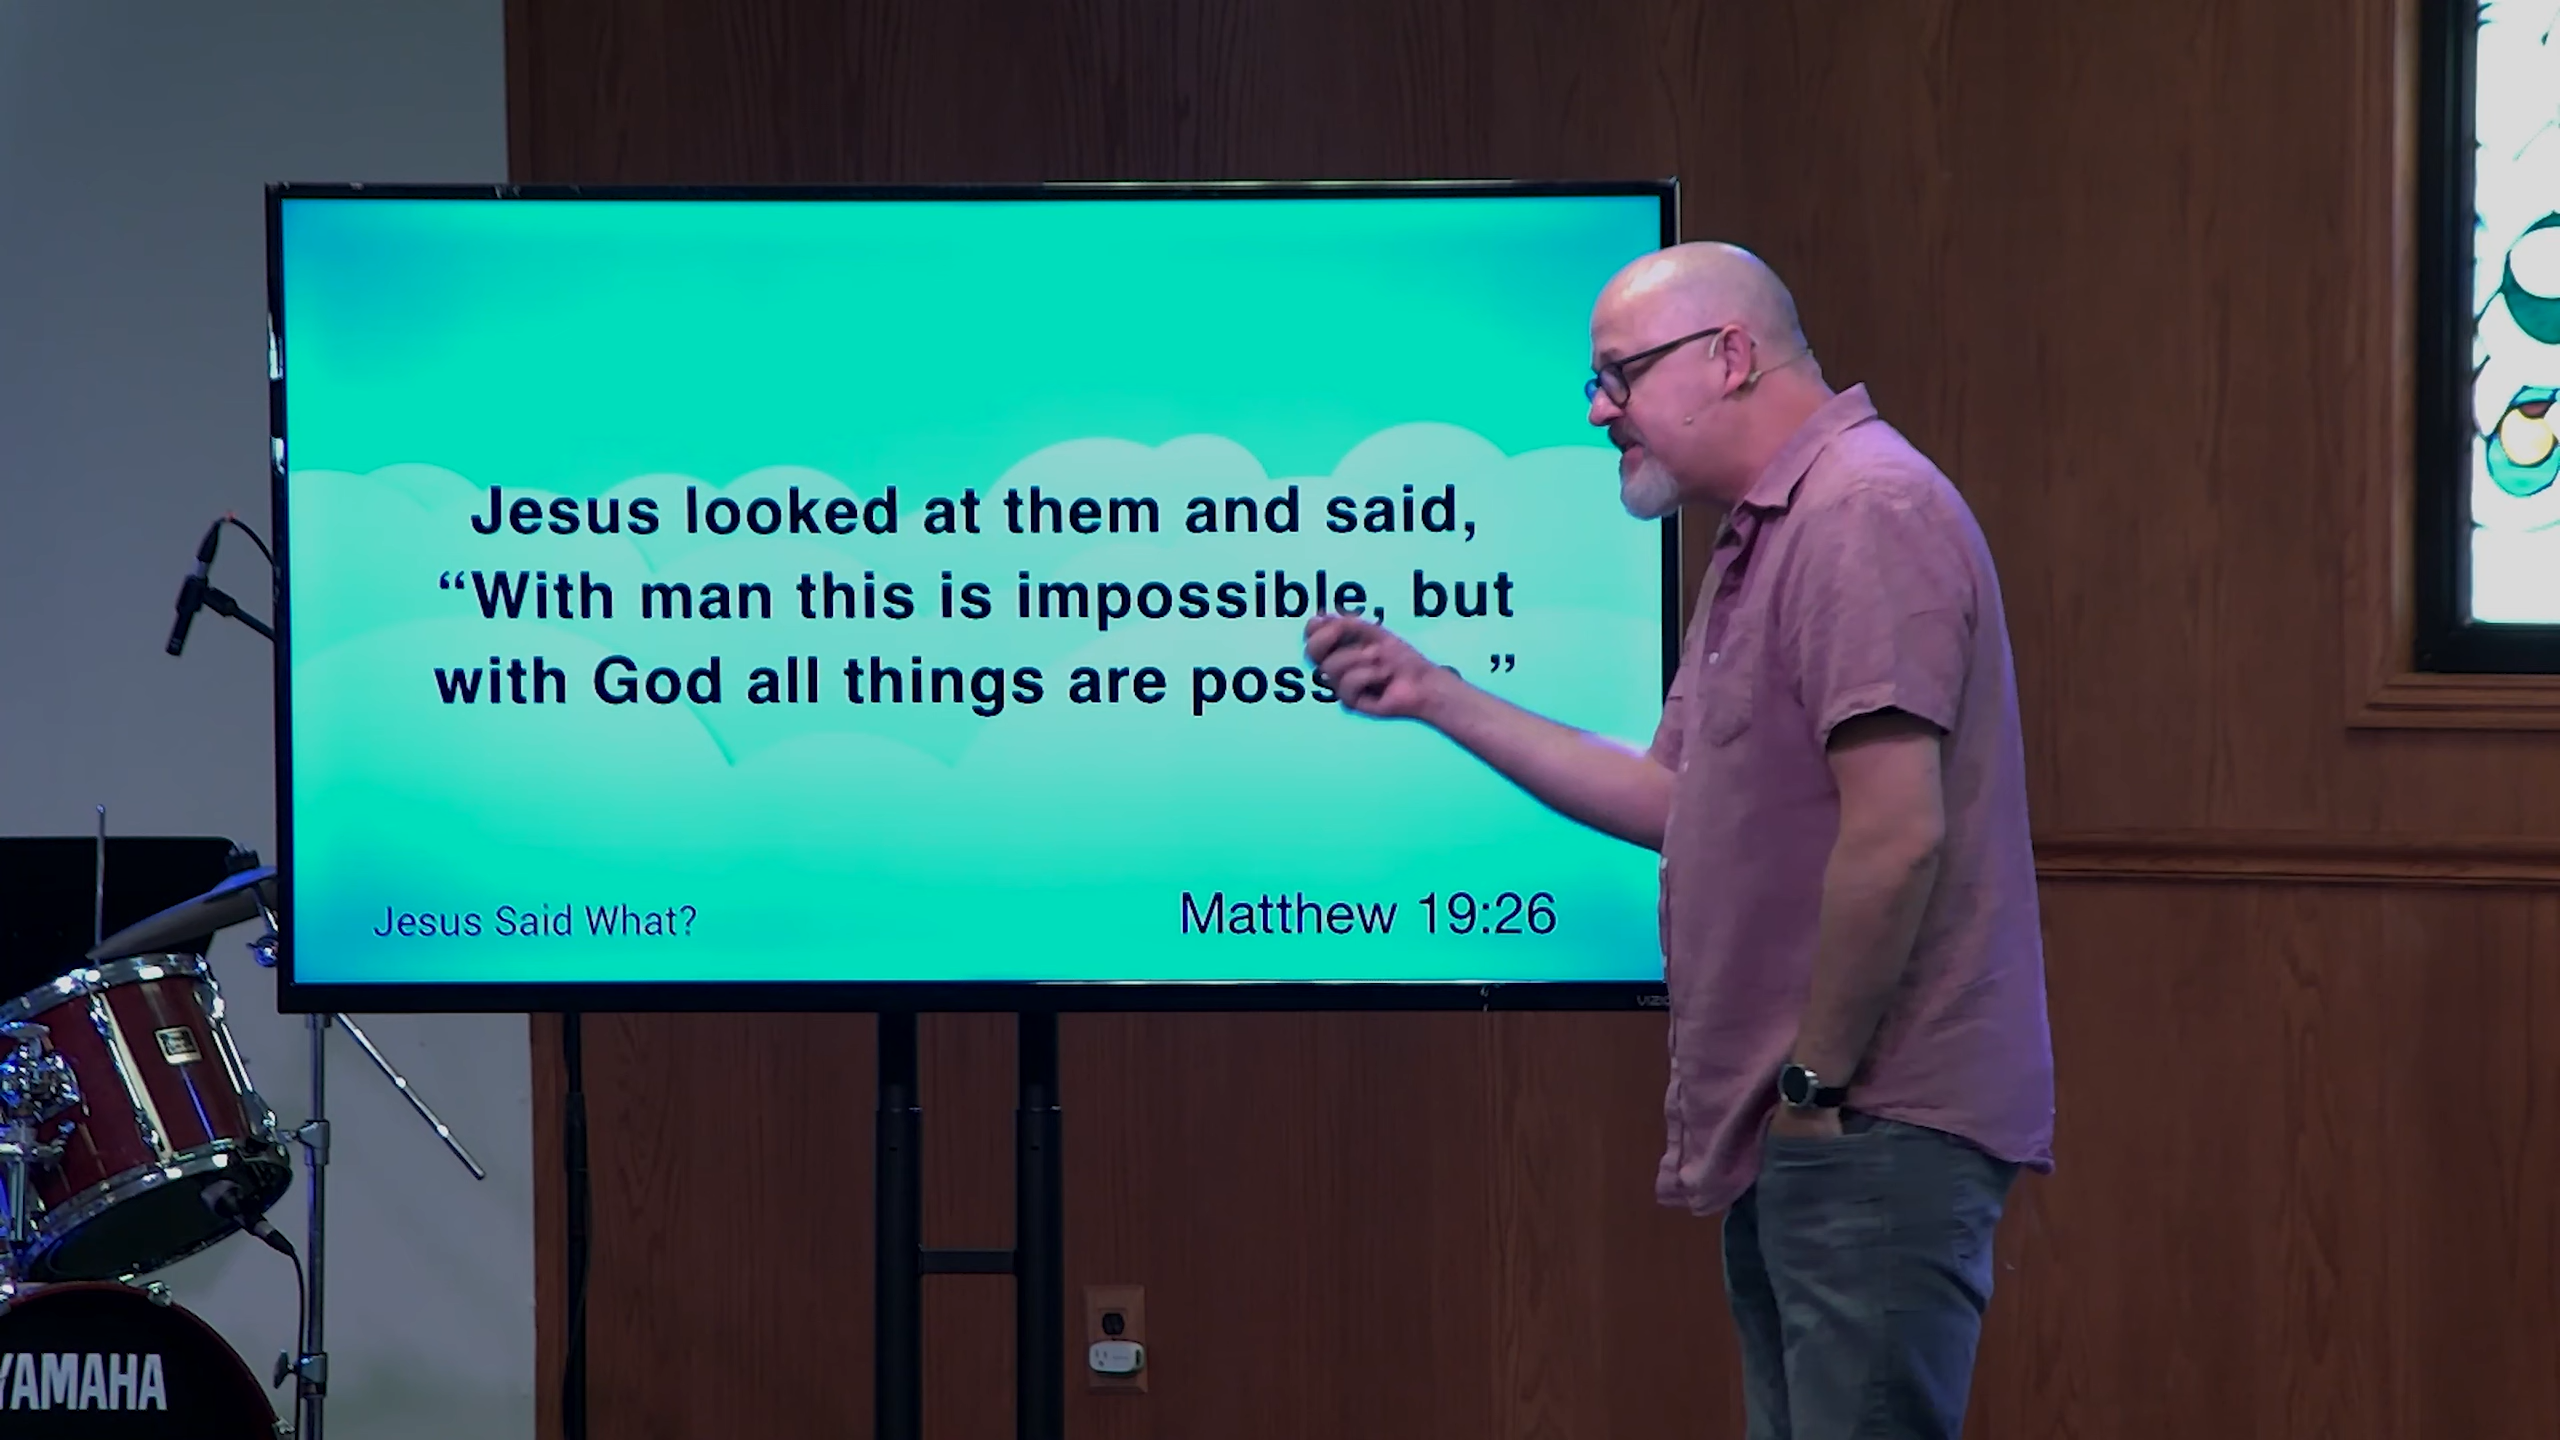 Jesus looked at them and said,
“With man this is impossible, but
with God all things are ”
Jesus Said What?
Matthew 19:26
YAMAHA